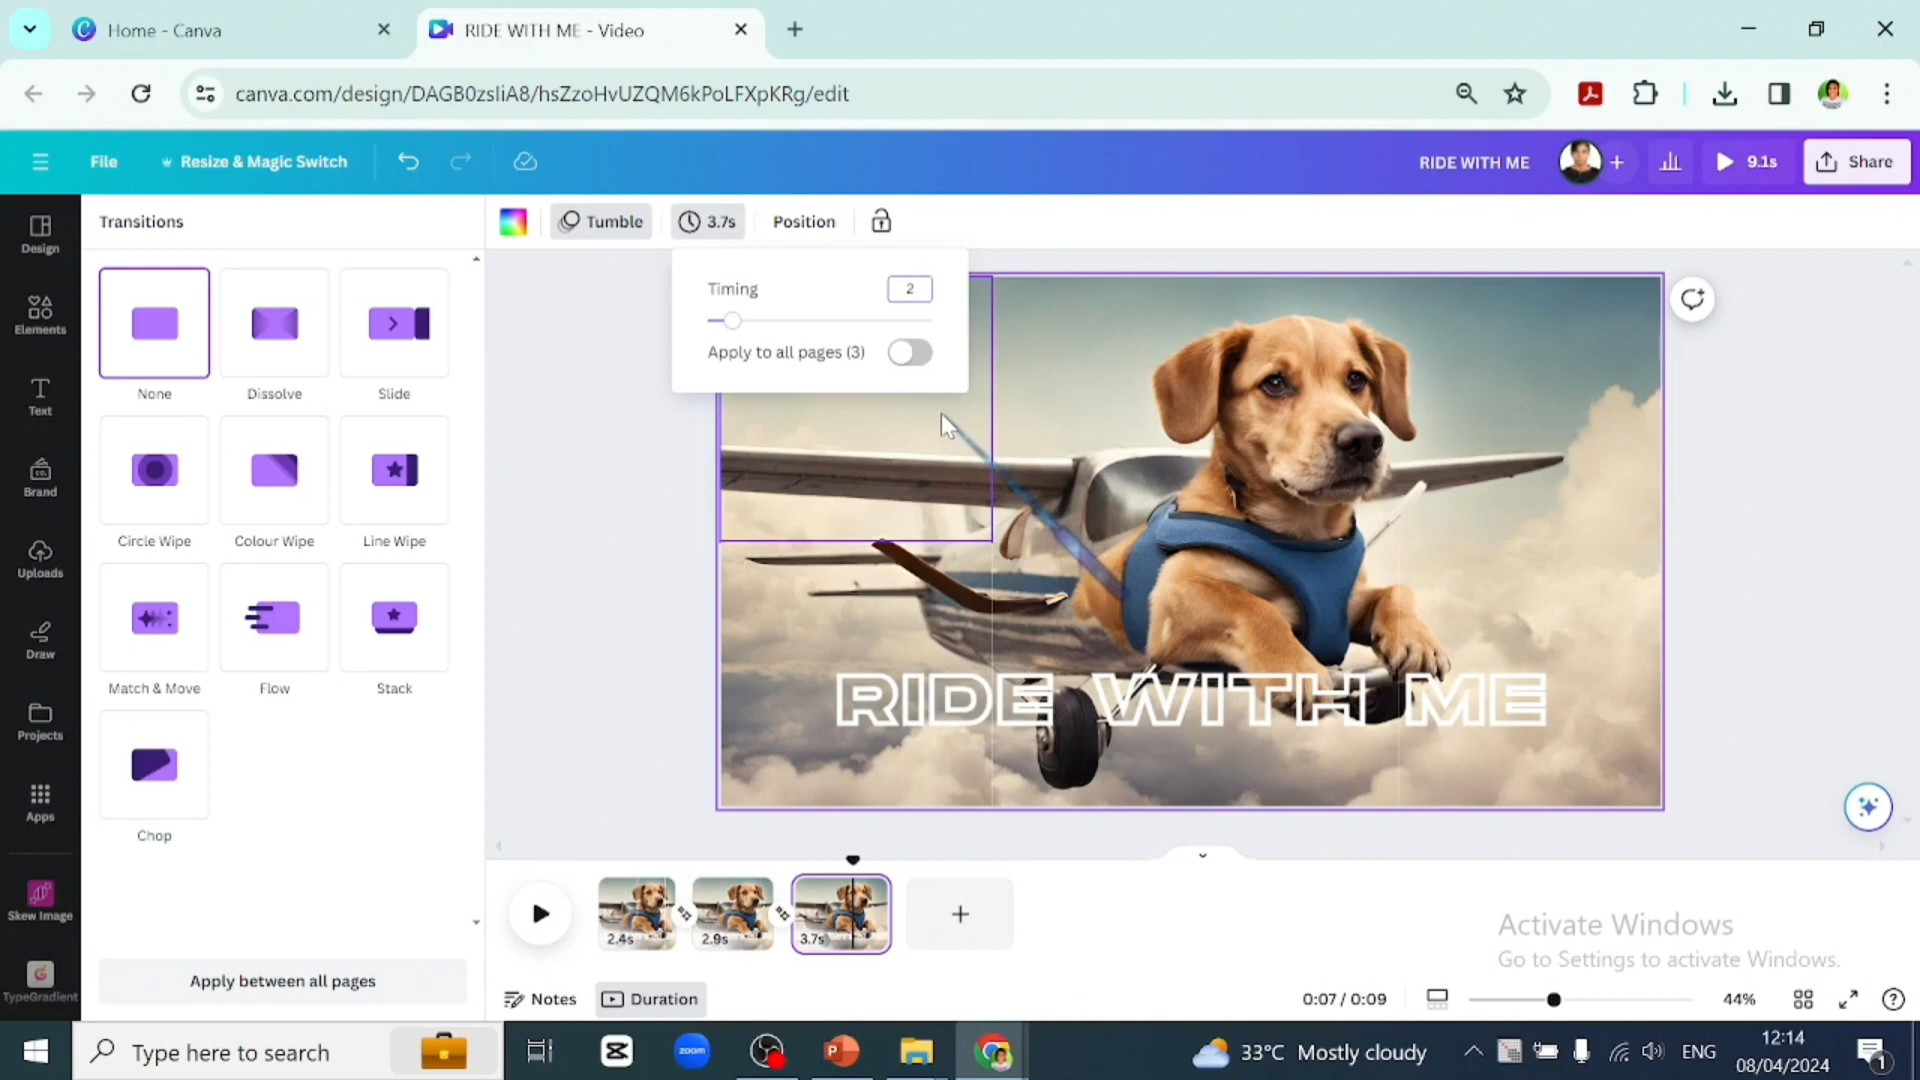 Home - Canva
RIDE WITH ME - Video
canva.com/design/DAGB0zsIiA8/hsZzoHvUZQM6kPoLFXpKRg/edit
File
Resize & Magic Switch
RIDE WITH ME
9.1s
Share
Design
Elements
Text
Brand
Uploads
Draw
Projects
Apps
Skew Image
TypeGradient
Transitions
None
Dissolve
Slide
Circle Wipe
Colour Wipe
Line Wipe
Match & Move
Flow
Stack
Chop
Apply between all pages
Tumble
3.7s
Position
Timing
2
Apply to all pages (3)
RIDE WITH ME
2.4s
2.9s
3.7s
Activate Windows
Go to Settings to activate Windows.
Notes
Duration
0:07 / 0:09
44%
Type here to search
zoom
33°C Mostly cloudy
ENG
12:14
08/04/2024
1